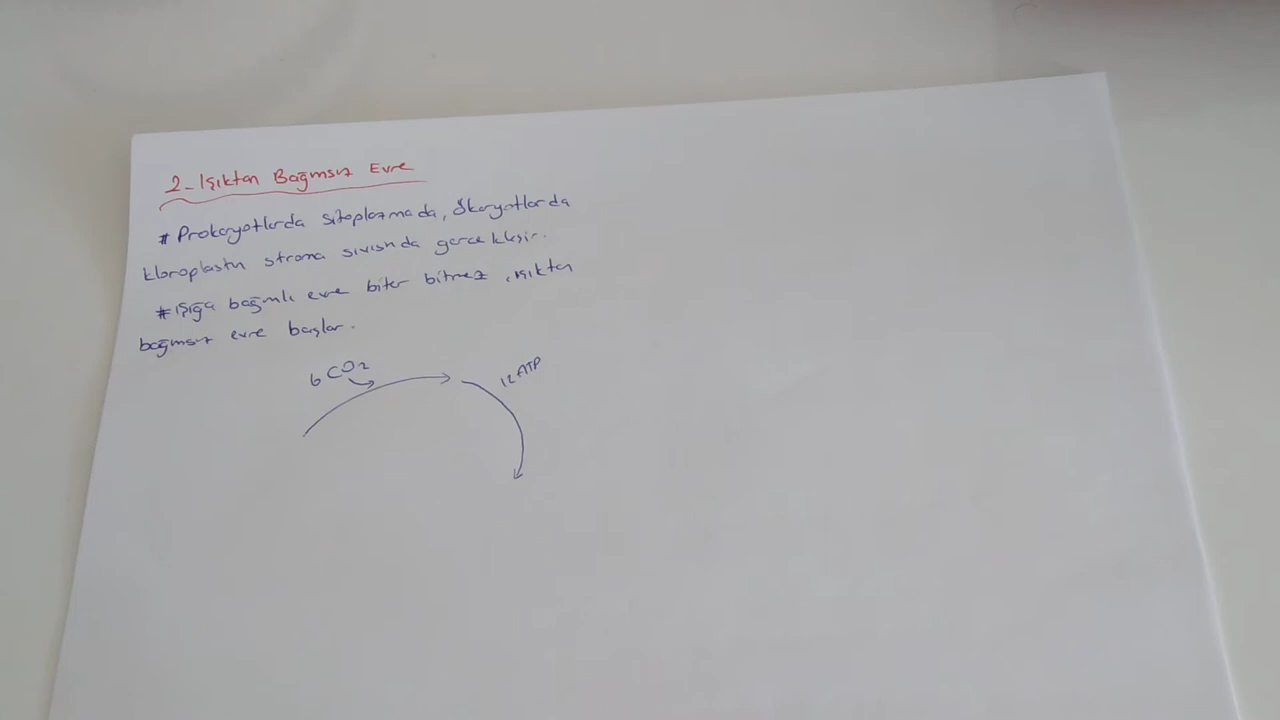 2- Işıktan Bağımsız Evre
# Prokaryotlarda sitoplazmada, Ökaryotlarda
kloroplastın stroma sıvısında gerçekleşir.
# Işığa bağımlı evre biter bitmez, ışıktan
bağımsız evre başlar.
6 CO2
12 ATP